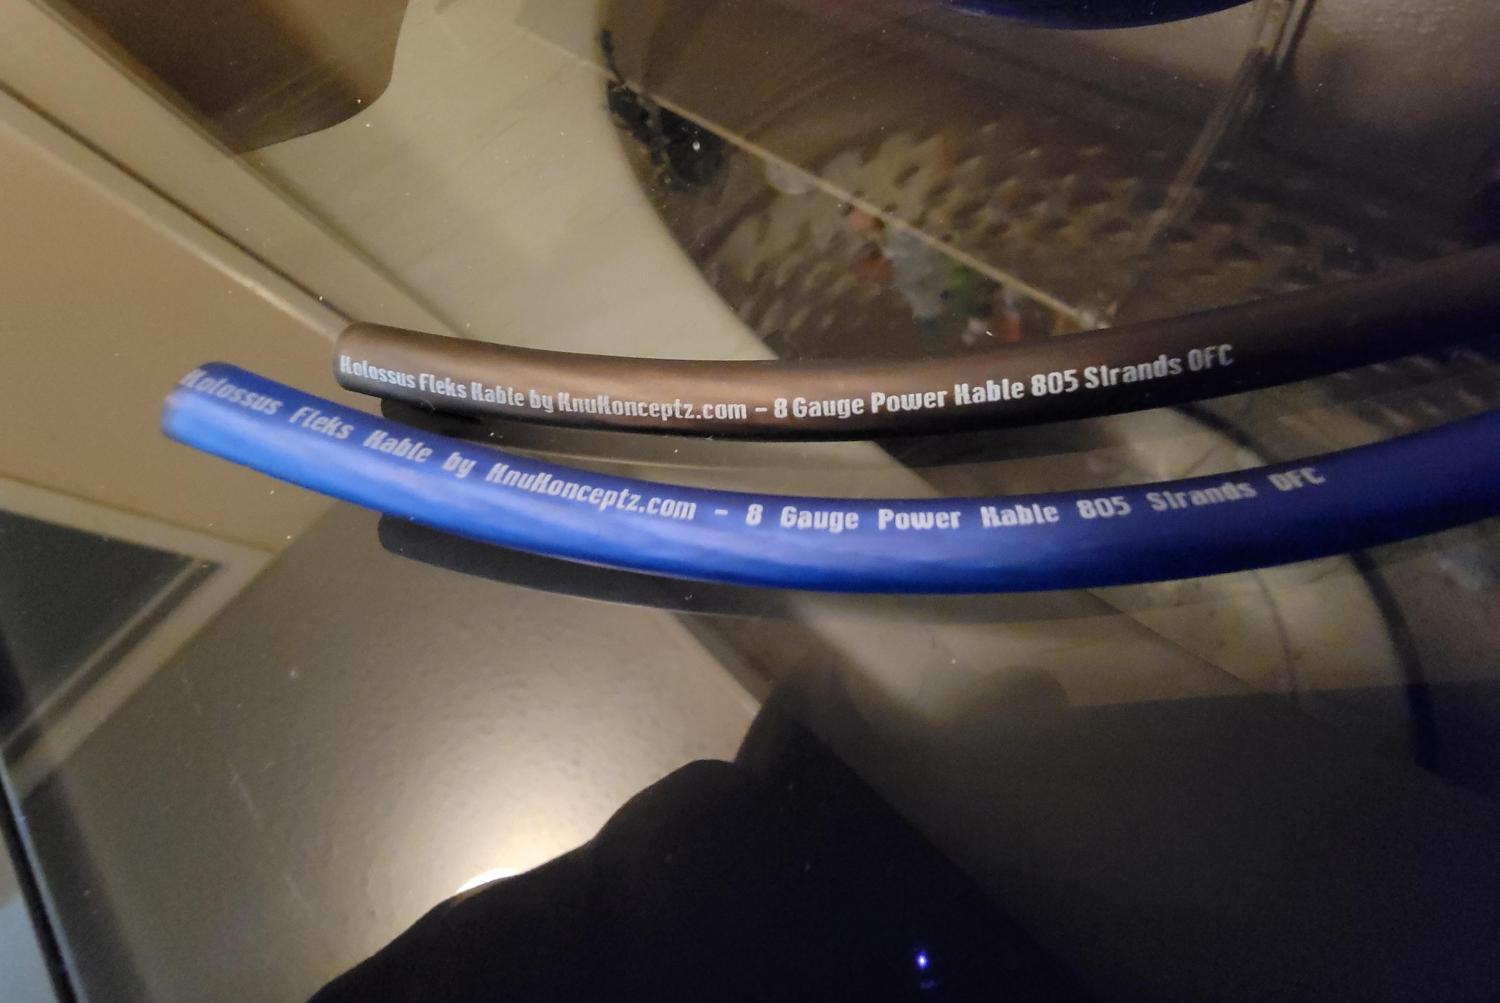 Kolossus Fleks Kable by KnuKonceptz.com - 8 Gauge Power Kable 805 Strands OFC
Kolossus Fleks Kable by KnuKonceptz.com - 8 Gauge Power Kable 805 Strands OFC